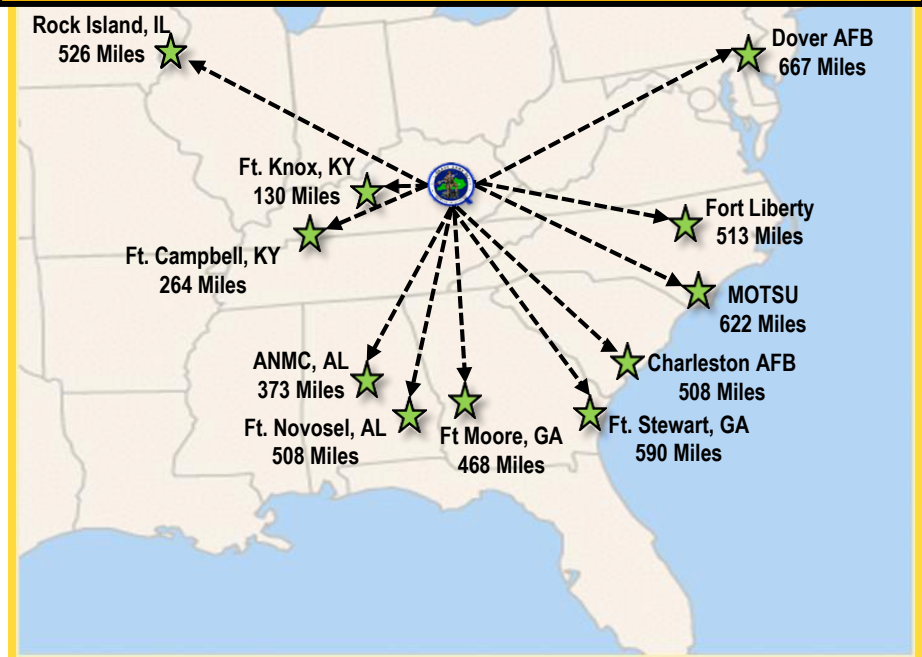 Rock Island, IL
526 Miles
Dover AFB
667 Miles
Ft. Knox, KY
130 Miles
Fort Liberty
513 Miles
Ft. Campbell, KY
264 Miles
MOTSU
622 Miles
ANMC, AL
373 Miles
Charleston AFB
508 Miles
Ft. Novosel, AL
508 Miles
Ft Moore, GA
468 Miles
Ft. Stewart, GA
590 Miles